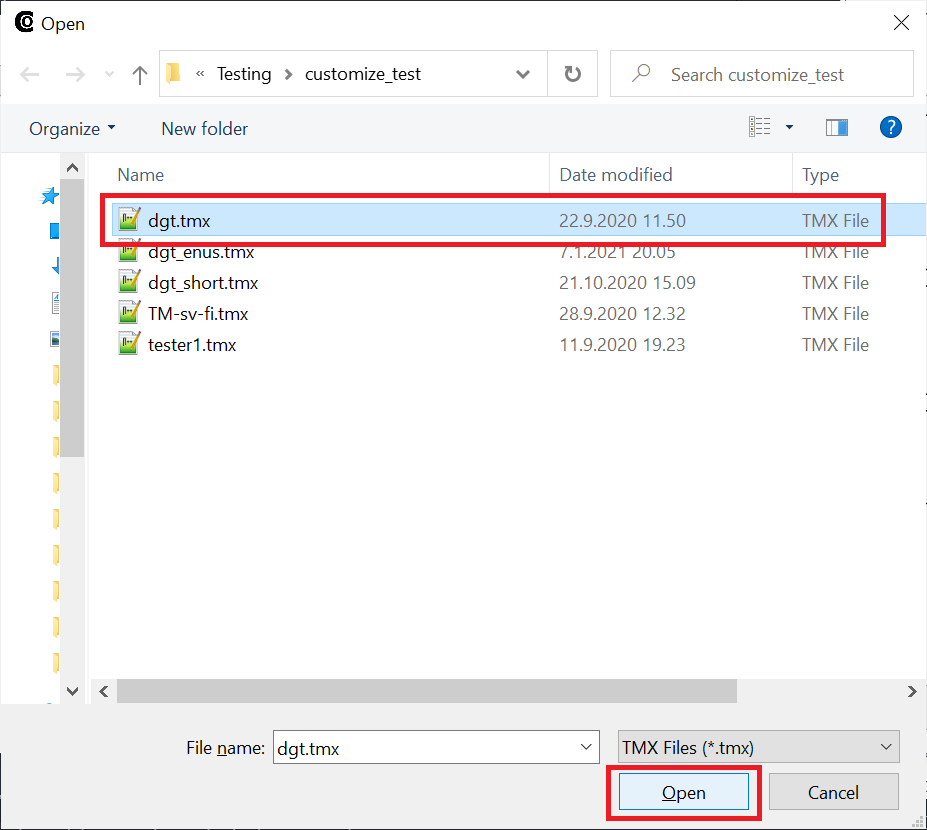 Open
« Testing > customize_test
Search customize_test
Organize New folder
Name Date modified Type
dgt.tmx 22.9.2020 11.50 TMX File
dgt_enus.tmx 7.1.2021 20.05 TMX File
dgt_short.tmx 21.10.2020 15.09 TMX File
TM-sv-fi.tmx 28.9.2020 12.32 TMX File
tester1.tmx 11.9.2020 19.23 TMX File
File name: dgt.tmx TMX Files (*.tmx)
Open Cancel